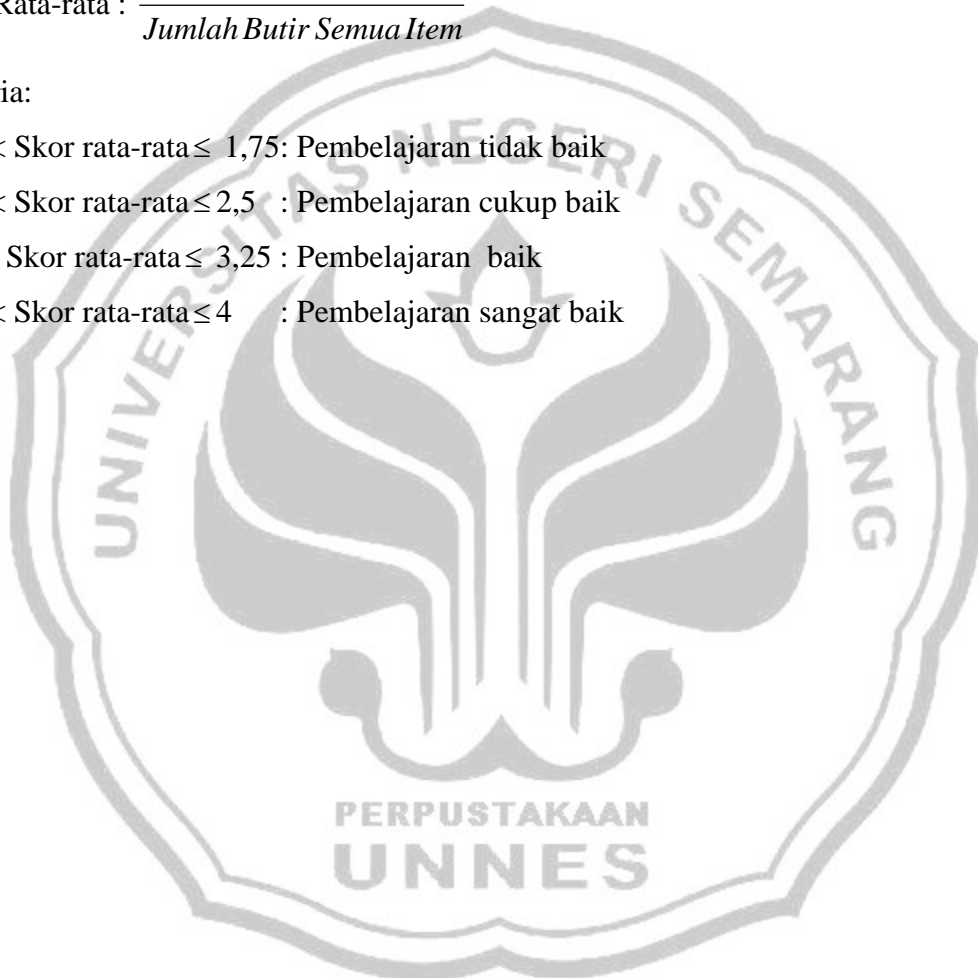 Rata-rata :
Jumlah Butir Semua Item
ia:
< Skor rata-rata ≤ 1,75: Pembelajaran tidak baik
< Skor rata-rata ≤ 2,5 : Pembelajaran cukup baik
Skor rata-rata ≤ 3,25 : Pembelajaran baik
< Skor rata-rata ≤ 4 : Pembelajaran sangat baik
UNIVERSITAS NEGERI SEMARANG
PERPUSTAKAAN
UNNES